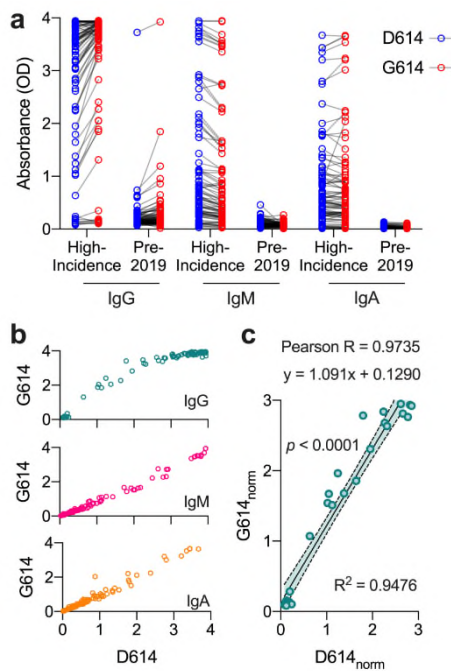 a
Absorbance (OD)
4
3
2
1
0
D614
G614
High-
Incidence
Pre-
2019
High-
Incidence
Pre-
2019
High-
Incidence
Pre-
2019
IgG
IgM
IgA
b
G614
4
2
0
IgG
G614
4
2
0
IgM
G614
4
2
0
IgA
0 1 2 3 4
D614
c
Pearson R = 0.9735
y = 1.091x + 0.1290
G614norm
3
2
1
0
p < 0.0001
R² = 0.9476
0 1 2 3
D614norm